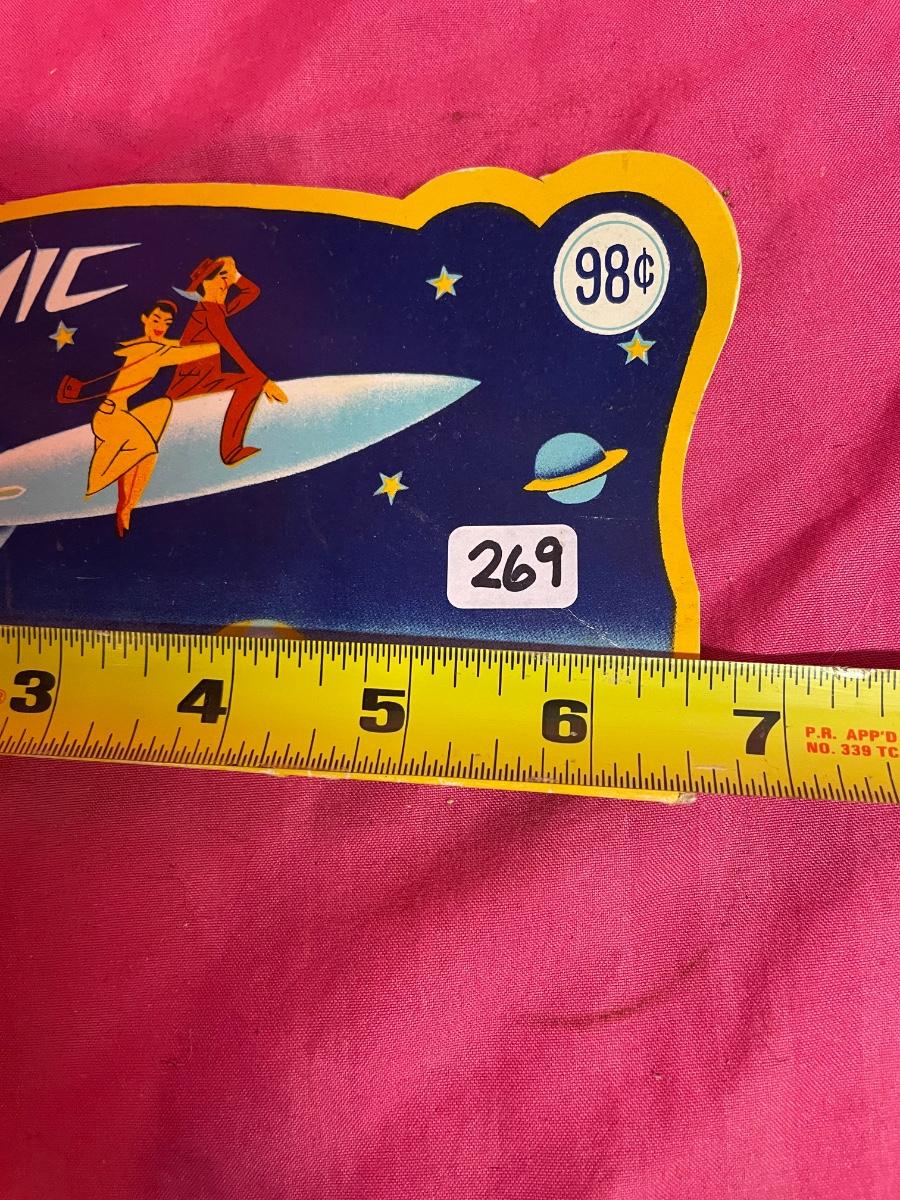 MIC
98¢
269
3 4 5 6 7
®
P.R. APP'D
NO. 339 TC